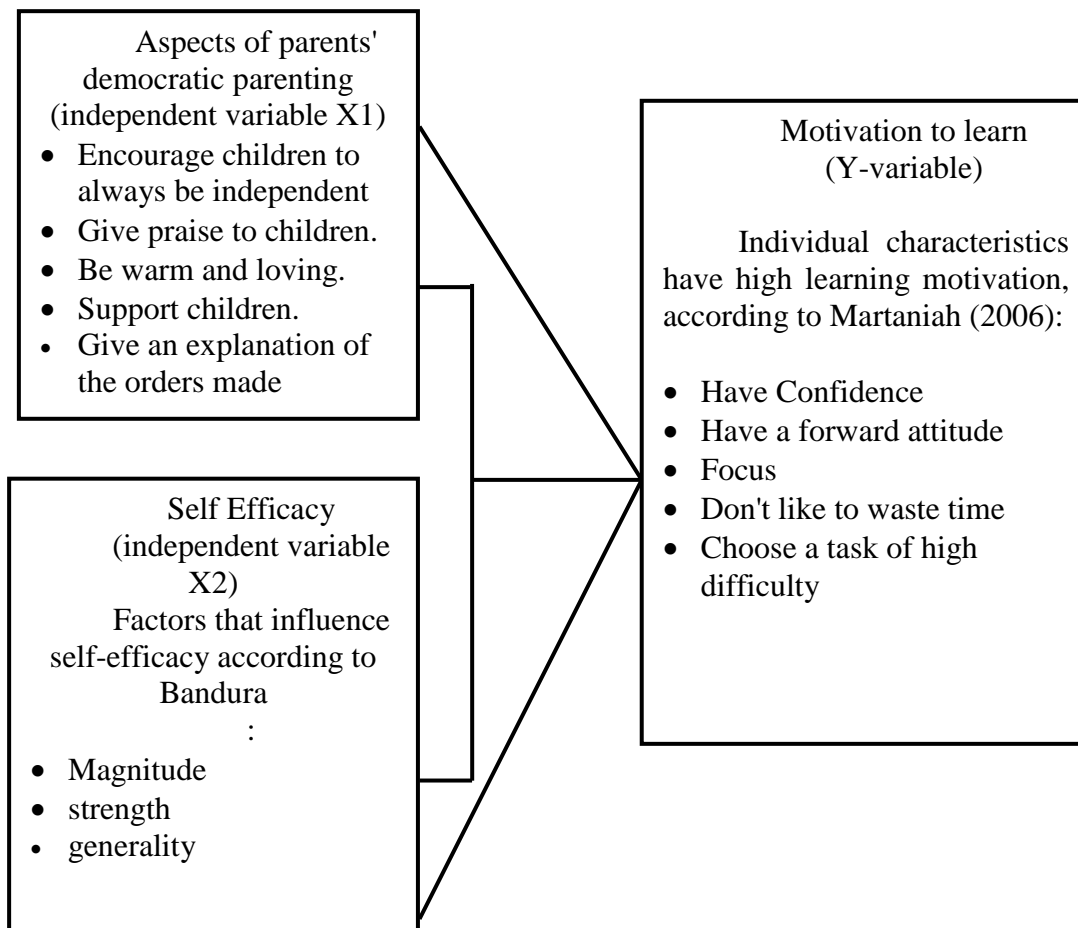 Aspects of parents'
democratic parenting
(independent variable X1)
• Encourage children to
always be independent
• Give praise to children.
• Be warm and loving.
• Support children.
• Give an explanation of
the orders made
Self Efficacy
(independent variable
X2)
Factors that influence
self-efficacy according to
Bandura
:
• Magnitude
• strength
• generality
Motivation to learn
(Y-variable)
Individual characteristics
have high learning motivation,
according to Martaniah (2006):
• Have Confidence
• Have a forward attitude
• Focus
• Don't like to waste time
• Choose a task of high
difficulty